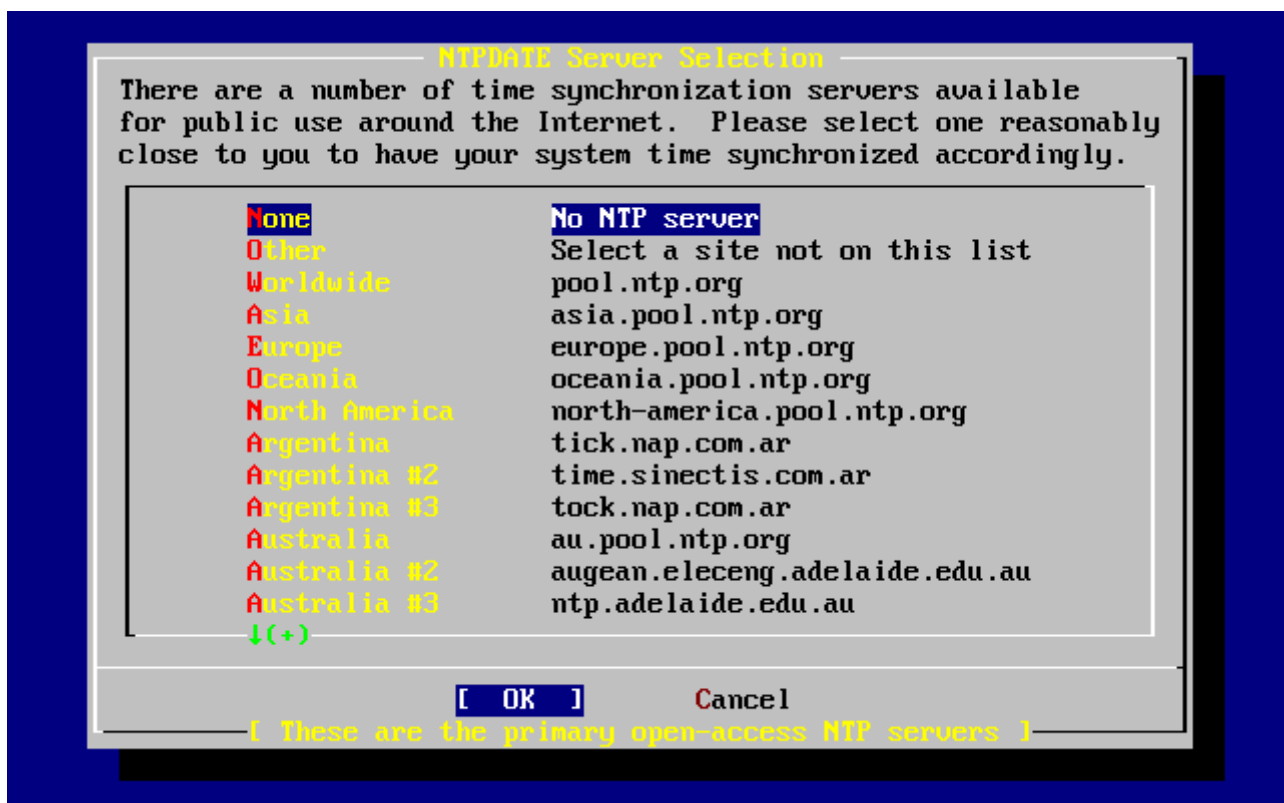 NTPDATE Server Selection
There are a number of time synchronization servers available
for public use around the Internet.  Please select one reasonably
close to you to have your system time synchronized accordingly.
None No NTP server
Other Select a site not on this list
Worldwide pool.ntp.org
Asia asia.pool.ntp.org
Europe europe.pool.ntp.org
Oceania oceania.pool.ntp.org
North America north-america.pool.ntp.org
Argentina tick.nap.com.ar
Argentina #2 time.sinectis.com.ar
Argentina #3 tock.nap.com.ar
Australia au.pool.ntp.org
Australia #2 augean.eleceng.adelaide.edu.au
Australia #3 ntp.adelaide.edu.au
↓(+)
[ OK ] Cancel
[ These are the primary open-access NTP servers ]